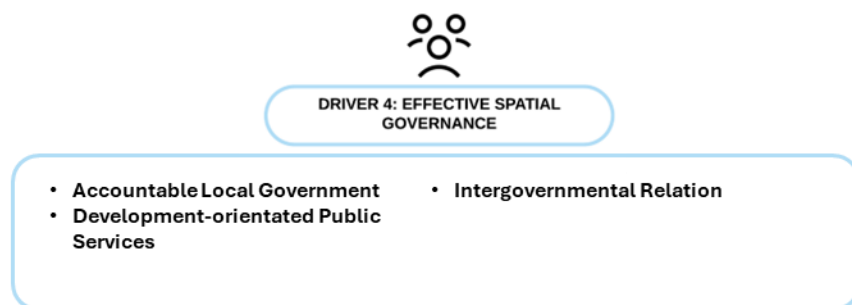 DRIVER 4: EFFECTIVE SPATIAL
GOVERNANCE
• Accountable Local Government
• Development-orientated Public
Services
• Intergovernmental Relation